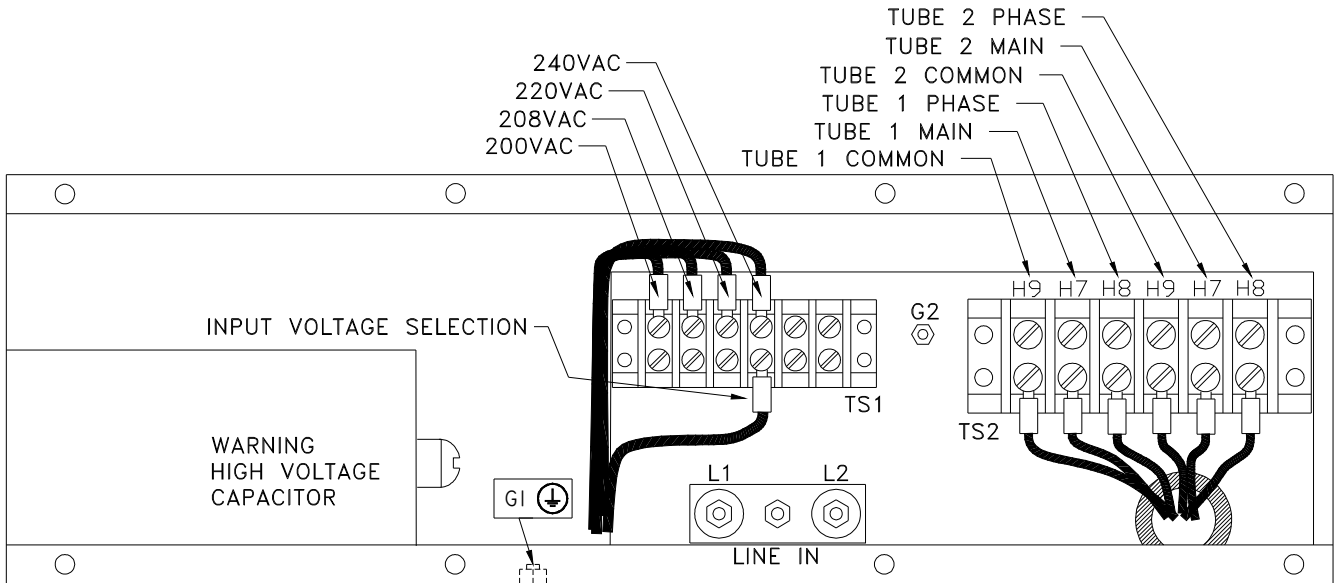 TUBE 2 PHASE
TUBE 2 MAIN
TUBE 2 COMMON
TUBE 1 PHASE
TUBE 1 MAIN
TUBE 1 COMMON
240VAC
220VAC
208VAC
200VAC
H9 H7 H8 H9 H7 H8
INPUT VOLTAGE SELECTION
G2
TS1
TS2
WARNING
HIGH VOLTAGE
CAPACITOR
G1
L1 L2
LINE IN